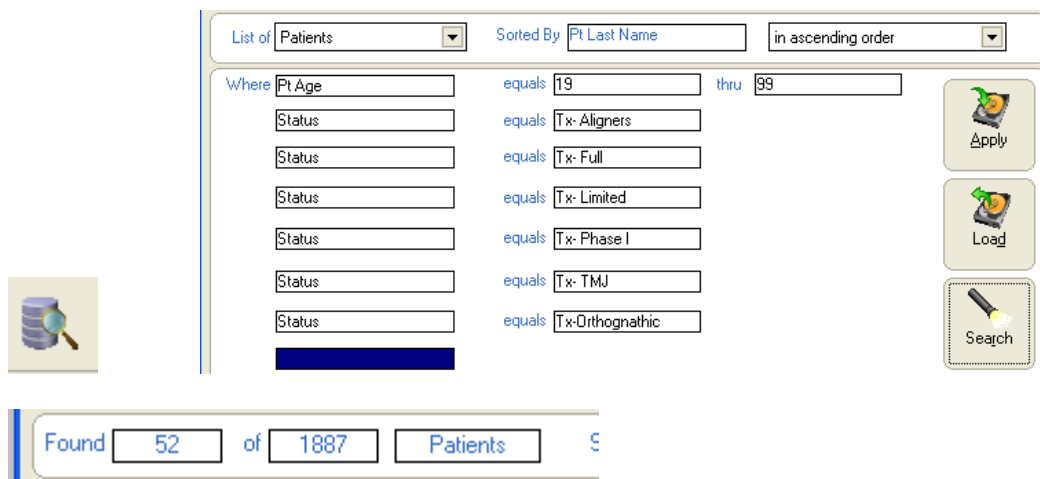 List of Patients Sorted By Pt Last Name in ascending order
Where Pt Age equals 19 thru 99
Status equals Tx- Aligners
Apply
Status equals Tx- Full
Status equals Tx- Limited
Status equals Tx- Phase I
Load
Status equals Tx- TMJ
Status equals Tx-Orthognathic
Search
Found 52 of 1887 Patients